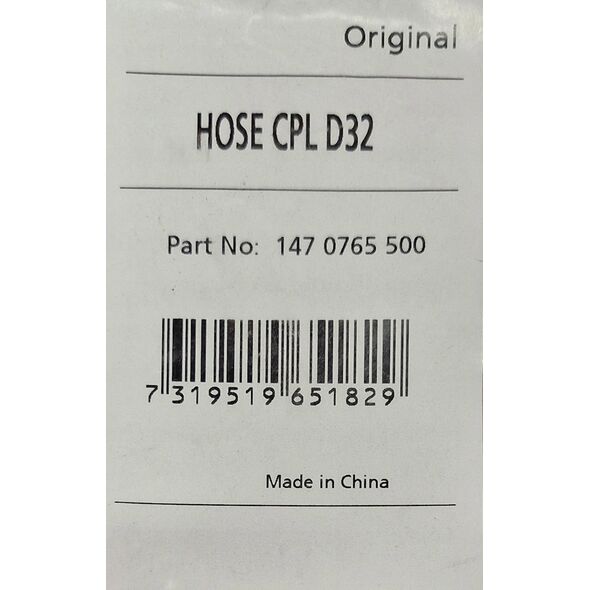 Original
HOSE CPL D32
Part No: 147 0765 500
7 319519 651829
Made in China